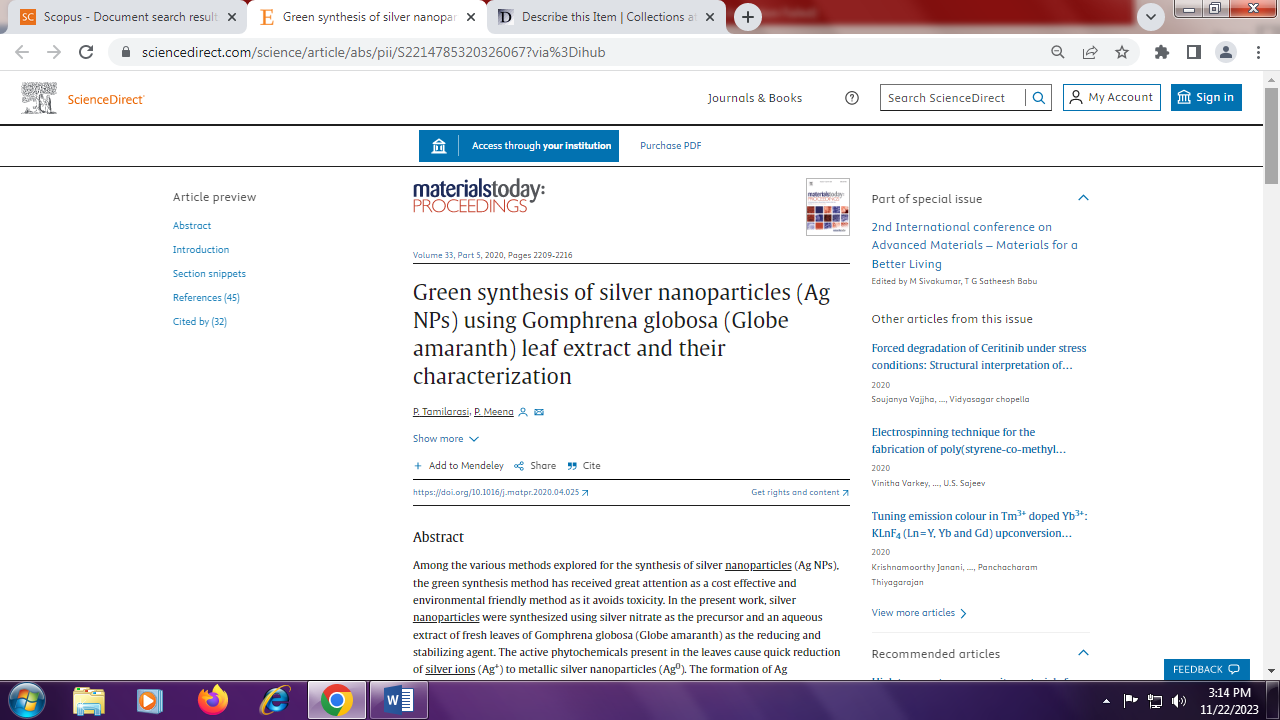 Scopus - Document search result
Green synthesis of silver nanopar
Describe this Item | Collections at
sciencedirect.com/science/article/abs/pii/S2214785320326067?via%3Dihub
ScienceDirect
Journals & Books
Search ScienceDirect
My Account
Sign in
Access through your institution
Purchase PDF
Article preview
Abstract
Introduction
Section snippets
References (45)
Cited by (32)
materialstoday:
PROCEEDINGS
Volume 33, Part 5, 2020, Pages 2209-2216
Green synthesis of silver nanoparticles (Ag
NPs) using Gomphrena globosa (Globe
amaranth) leaf extract and their
characterization
P. Tamilarasi, P. Meena
Show more
Add to Mendeley
Share
Cite
https://doi.org/10.1016/j.matpr.2020.04.025
Get rights and content
Abstract
Among the various methods explored for the synthesis of silver nanoparticles (Ag NPs),
the green synthesis method has received great attention as a cost effective and
environmental friendly method as it avoids toxicity. In the present work, silver
nanoparticles were synthesized using silver nitrate as the precursor and an aqueous
extract of fresh leaves of Gomphrena globosa (Globe amaranth) as the reducing and
stabilizing agent. The active phytochemicals present in the leaves cause quick reduction
of silver ions (Ag⁺) to metallic silver nanoparticles (Ag⁰). The formation of Ag
Part of special issue
2nd International conference on
Advanced Materials – Materials for a
Better Living
Edited by M Sivakumar, T G Satheesh Babu
Other articles from this issue
Forced degradation of Ceritinib under stress
conditions: Structural interpretation of…
2020
Soujanya Vajjha, …, Vidyasagar chopella
Electrospinning technique for the
fabrication of poly(styrene-co-methyl…
2020
Vinitha Varkey, …, U.S. Sajeev
Tuning emission colour in Tm³⁺ doped Yb³⁺:
KLnF₄ (Ln = Y, Yb and Gd) upconversion…
2020
Krishnamoorthy Janani, …, Panchacharam
Thiyagarajan
View more articles
Recommended articles
FEEDBACK
3:14 PM
11/22/2023